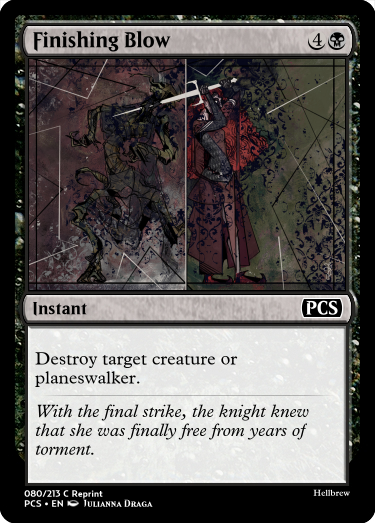 Finishing Blow 4
Instant PCS
Destroy target creature or
planeswalker.
With the final strike, the knight knew
that she was finally free from years of
torment.
080/213 C Reprint Hellbrew
PCS • EN Julianna Draga